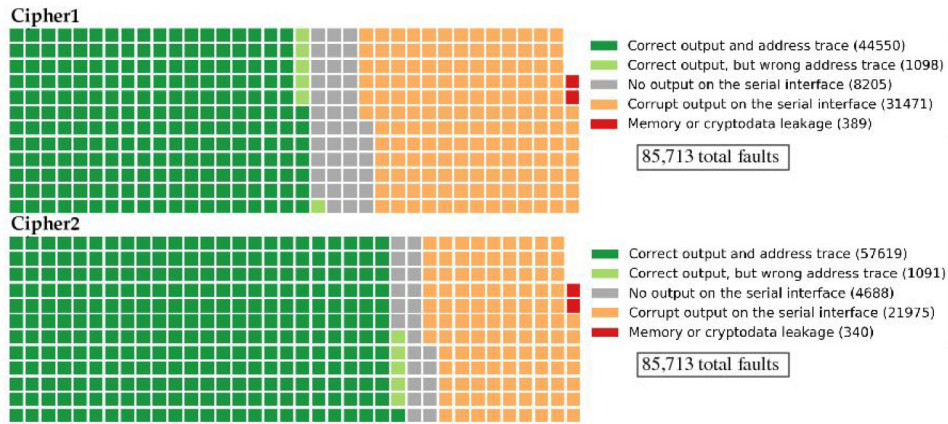 Cipher1
Correct output and address trace (44550)
Correct output, but wrong address trace (1098)
No output on the serial interface (8205)
Corrupt output on the serial interface (31471)
Memory or cryptodata leakage (389)
85,713 total faults
Cipher2
Correct output and address trace (57619)
Correct output, but wrong address trace (1091)
No output on the serial interface (4688)
Corrupt output on the serial interface (21975)
Memory or cryptodata leakage (340)
85,713 total faults